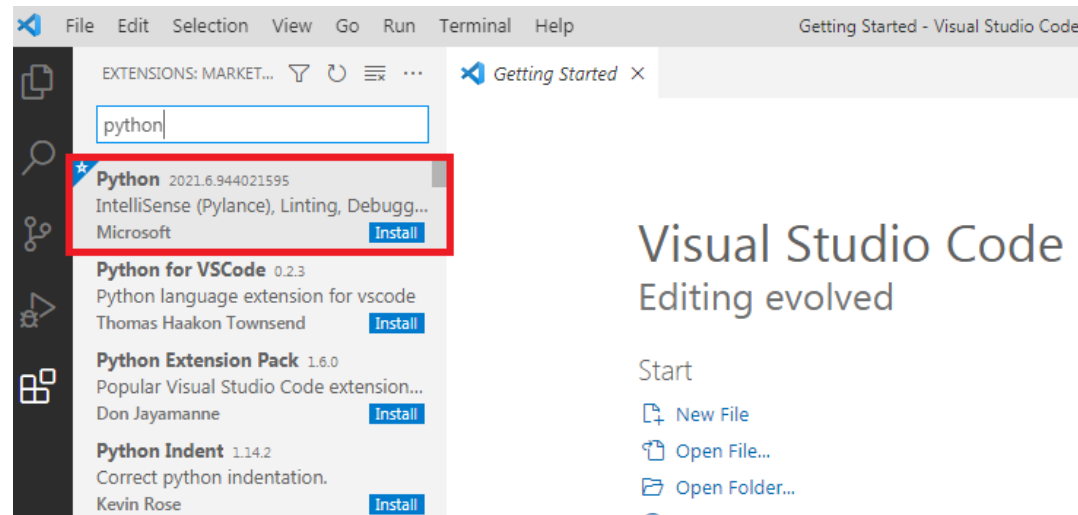 File Edit Selection View Go Run Terminal Help Getting Started - Visual Studio Code
EXTENSIONS: MARKET...
Getting Started
python
Python 2021.6.944021595
IntelliSense (Pylance), Linting, Debugg...
Microsoft Install
Python for VSCode 0.2.3
Python language extension for vscode
Thomas Haakon Townsend Install
Python Extension Pack 1.6.0
Popular Visual Studio Code extension...
Don Jayamanne Install
Python Indent 1.14.2
Correct python indentation.
Kevin Rose Install
Visual Studio Code
Editing evolved
Start
New File
Open File...
Open Folder...